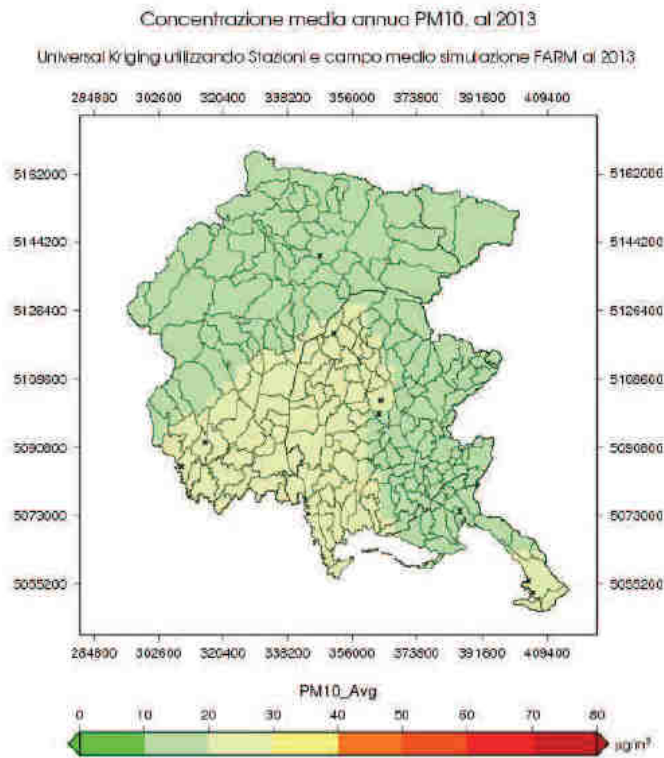 Concentrazione media annua PM10, al 2013
Universal Kriging utilizzando Stazioni e campo medio simulazione FARM al 2013
284800 302600 320400 338200 356000 373800 391600 409400
5162000 5162000
5144200 5144200
5126400 5126400
5108600 5108600
5090800 5090800
5073000 5073000
5055200 5055200
284800 302600 320400 338200 356000 373800 391600 409400
PM10_Avg
0 10 20 30 40 50 60 70 80
µg/m³